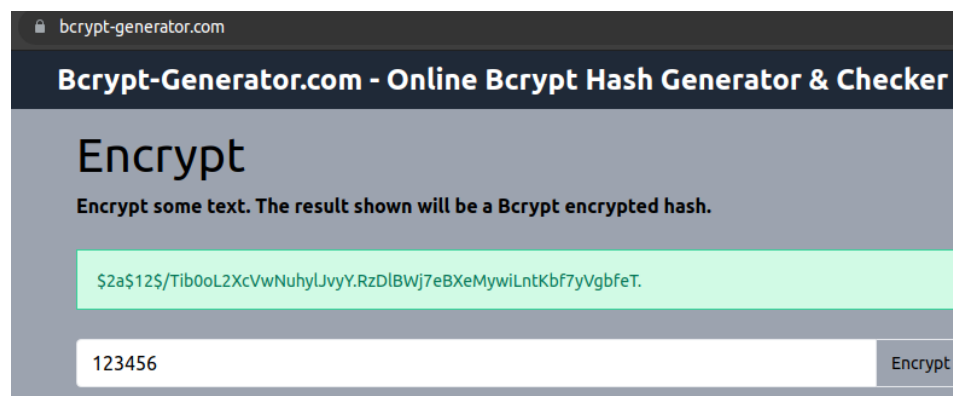 bcrypt-generator.com
Bcrypt-Generator.com - Online Bcrypt Hash Generator & Checker
Encrypt
Encrypt some text. The result shown will be a Bcrypt encrypted hash.
$2a$12$/Tib0oL2XcVwNuhylJvyY.RzDlBWj7eBXeMywiLntKbf7yVgbfeT.
123456 Encrypt